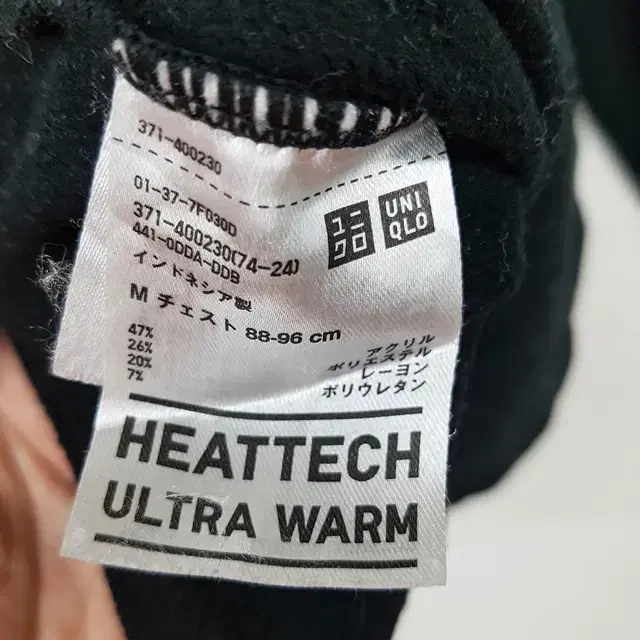 371-400230
01-37-7F030D
371-400230(74-24)
441-0DDA-DDB
インドネシア製
M チェスト 88-96 cm
ユニ
クロ
UNI
QLO
47% アクリル
26% ポリエステル
20% レーヨン
7% ポリウレタン
HEATTECH
ULTRA WARM